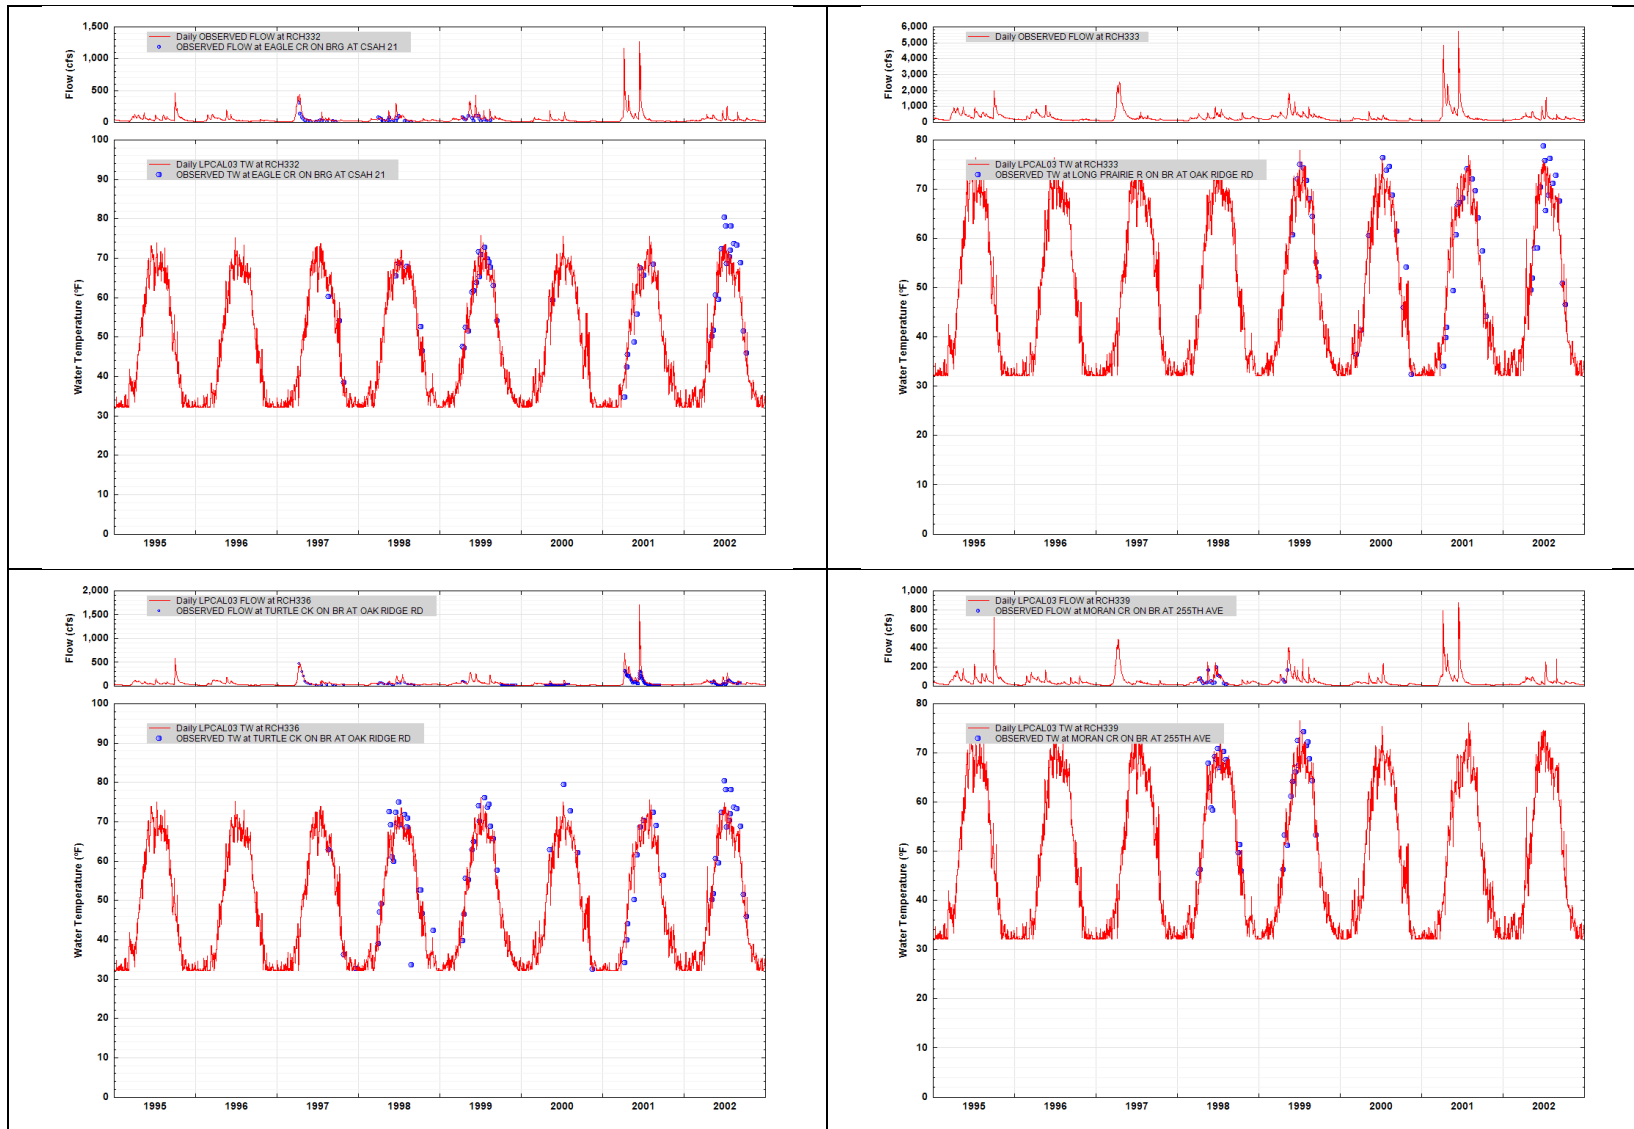 Flow (cfs)
1,500
1,000
500
0
Daily OBSERVED FLOW at RCH332
OBSERVED FLOW at EAGLE CR ON BRG AT CSAH 21
Water Temperature (°F)
100
90
80
70
60
50
40
30
20
10
0
Daily LPCAL03 TW at RCH332
OBSERVED TW at EAGLE CR ON BRG AT CSAH 21
1995 1996 1997 1998 1999 2000 2001 2002
Flow (cfs)
6,000
5,000
4,000
3,000
2,000
1,000
0
Daily OBSERVED FLOW at RCH333
Water Temperature (°F)
80
70
60
50
40
30
20
10
0
Daily LPCAL03 TW at RCH333
OBSERVED TW at LONG PRAIRIE R ON BR AT OAK RIDGE RD
1995 1996 1997 1998 1999 2000 2001 2002
Flow (cfs)
2,000
1,500
1,000
500
0
Daily LPCAL03 FLOW at RCH336
OBSERVED FLOW at TURTLE CK ON BR AT OAK RIDGE RD
Water Temperature (°F)
100
90
80
70
60
50
40
30
20
10
0
Daily LPCAL03 TW at RCH336
OBSERVED TW at TURTLE CK ON BR AT OAK RIDGE RD
1995 1996 1997 1998 1999 2000 2001 2002
Flow (cfs)
1,000
800
600
400
200
0
Daily LPCAL03 FLOW at RCH339
OBSERVED FLOW at MORAN CR ON BR AT 255TH AVE
Water Temperature (°F)
80
70
60
50
40
30
20
10
0
Daily LPCAL03 TW at RCH339
OBSERVED TW at MORAN CR ON BR AT 255TH AVE
1995 1996 1997 1998 1999 2000 2001 2002